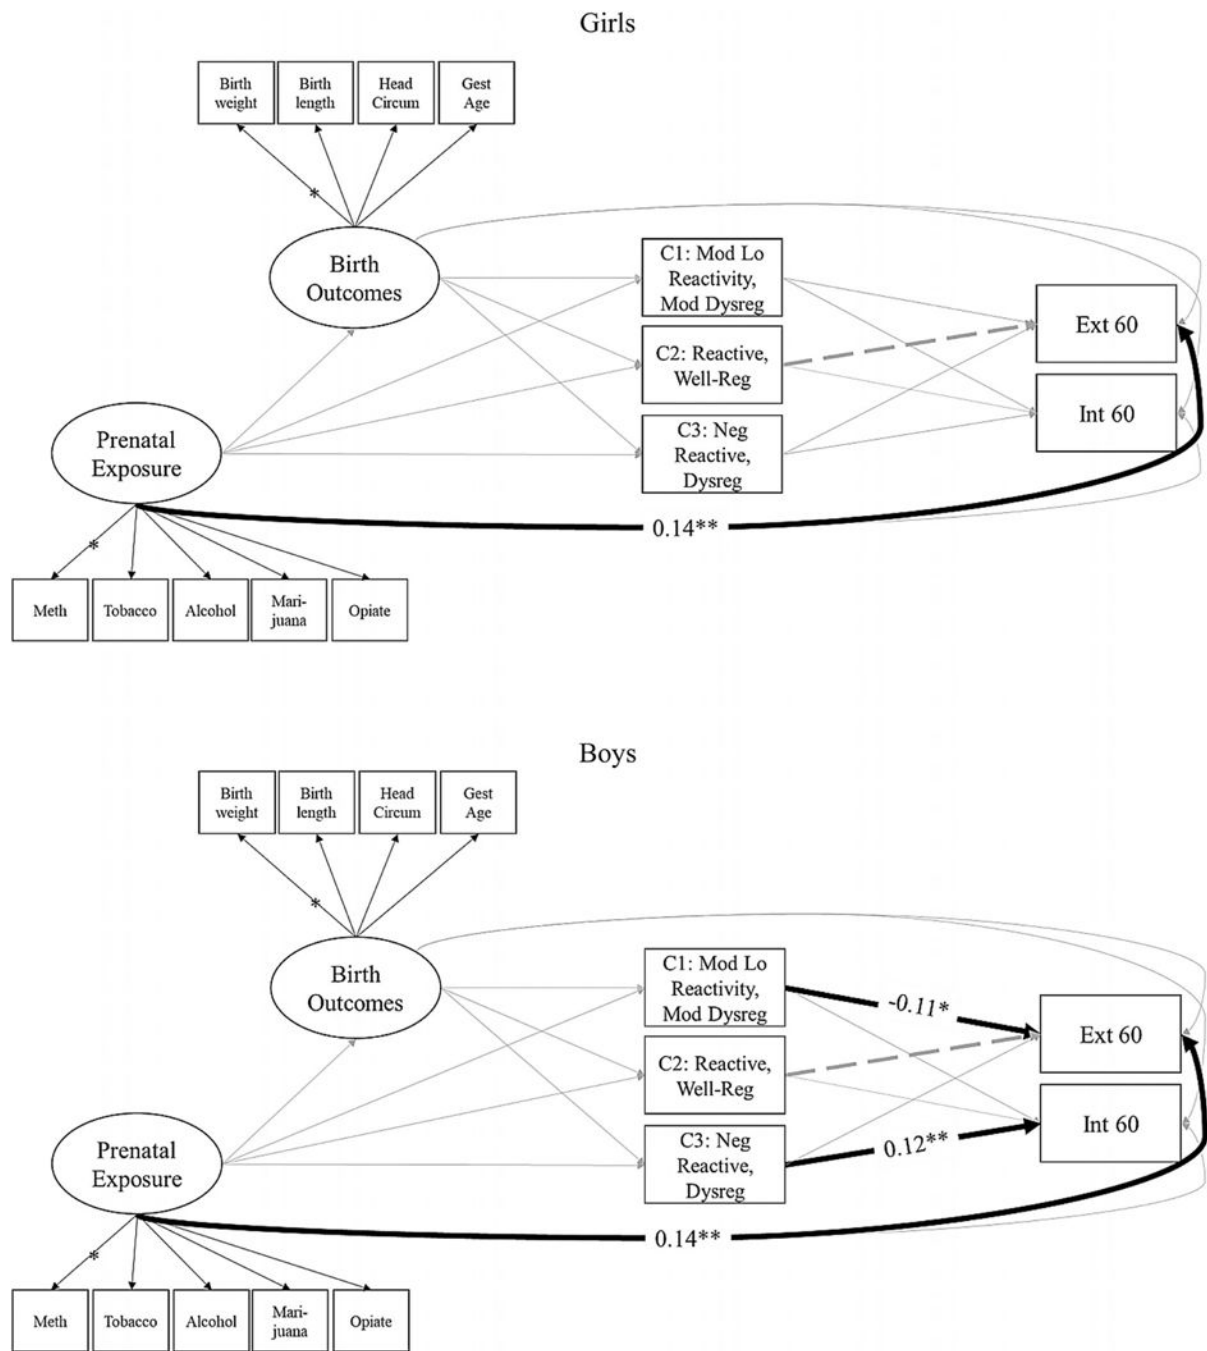 Girls
Birth
weight
Birth
length
Head
Circum
Gest
Age
*
Birth
Outcomes
C1: Mod Lo
Reactivity,
Mod Dysreg
Ext 60
C2: Reactive,
Well-Reg
Int 60
Prenatal
Exposure
C3: Neg
Reactive,
Dysreg
0.14**
*
Meth
Tobacco
Alcohol
Mari-
juana
Opiate
Boys
Birth
weight
Birth
length
Head
Circum
Gest
Age
*
Birth
Outcomes
C1: Mod Lo
Reactivity,
Mod Dysreg
-0.11*
Ext 60
C2: Reactive,
Well-Reg
Int 60
Prenatal
Exposure
C3: Neg
Reactive,
Dysreg
0.12**
0.14**
*
Meth
Tobacco
Alcohol
Mari-
juana
Opiate